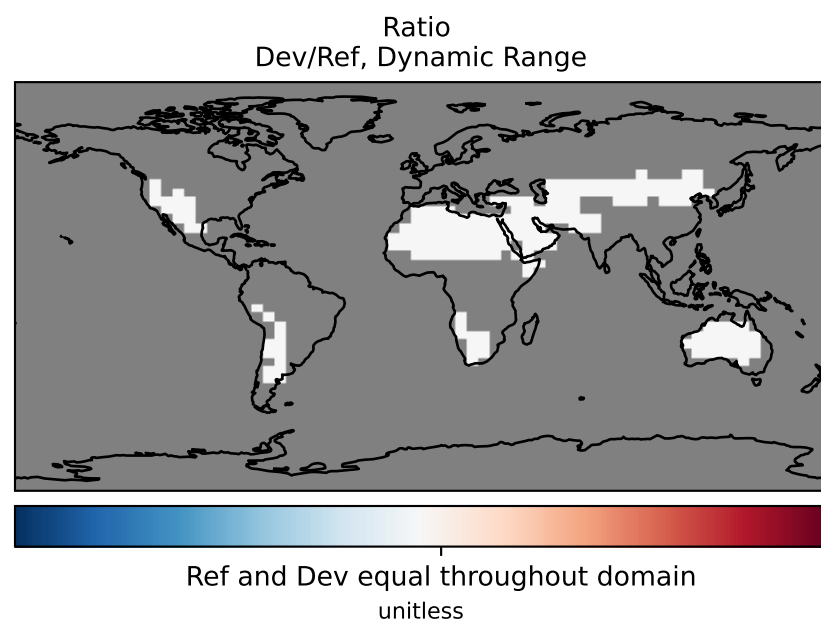 Ratio
Dev/Ref, Dynamic Range
Ref and Dev equal throughout domain
unitless